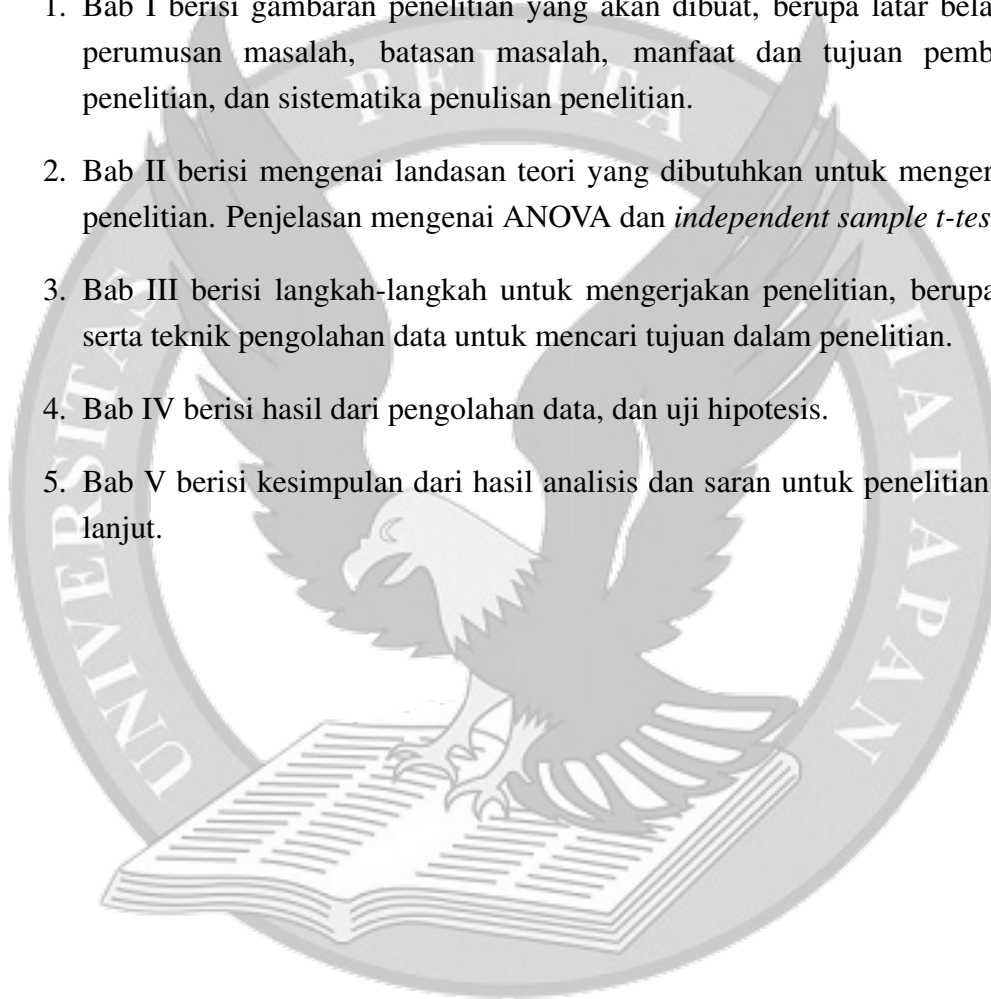 1. Bab I berisi gambaran penelitian yang akan dibuat, berupa latar bela
perumusan masalah, batasan masalah, manfaat dan tujuan pemb
penelitian, dan sistematika penulisan penelitian.
2. Bab II berisi mengenai landasan teori yang dibutuhkan untuk menger
penelitian. Penjelasan mengenai ANOVA dan independent sample t-tes
3. Bab III berisi langkah-langkah untuk mengerjakan penelitian, berupa
serta teknik pengolahan data untuk mencari tujuan dalam penelitian.
4. Bab IV berisi hasil dari pengolahan data, dan uji hipotesis.
5. Bab V berisi kesimpulan dari hasil analisis dan saran untuk penelitian
lanjut.
UNIVERSITAS
PELITA
HARAPAN